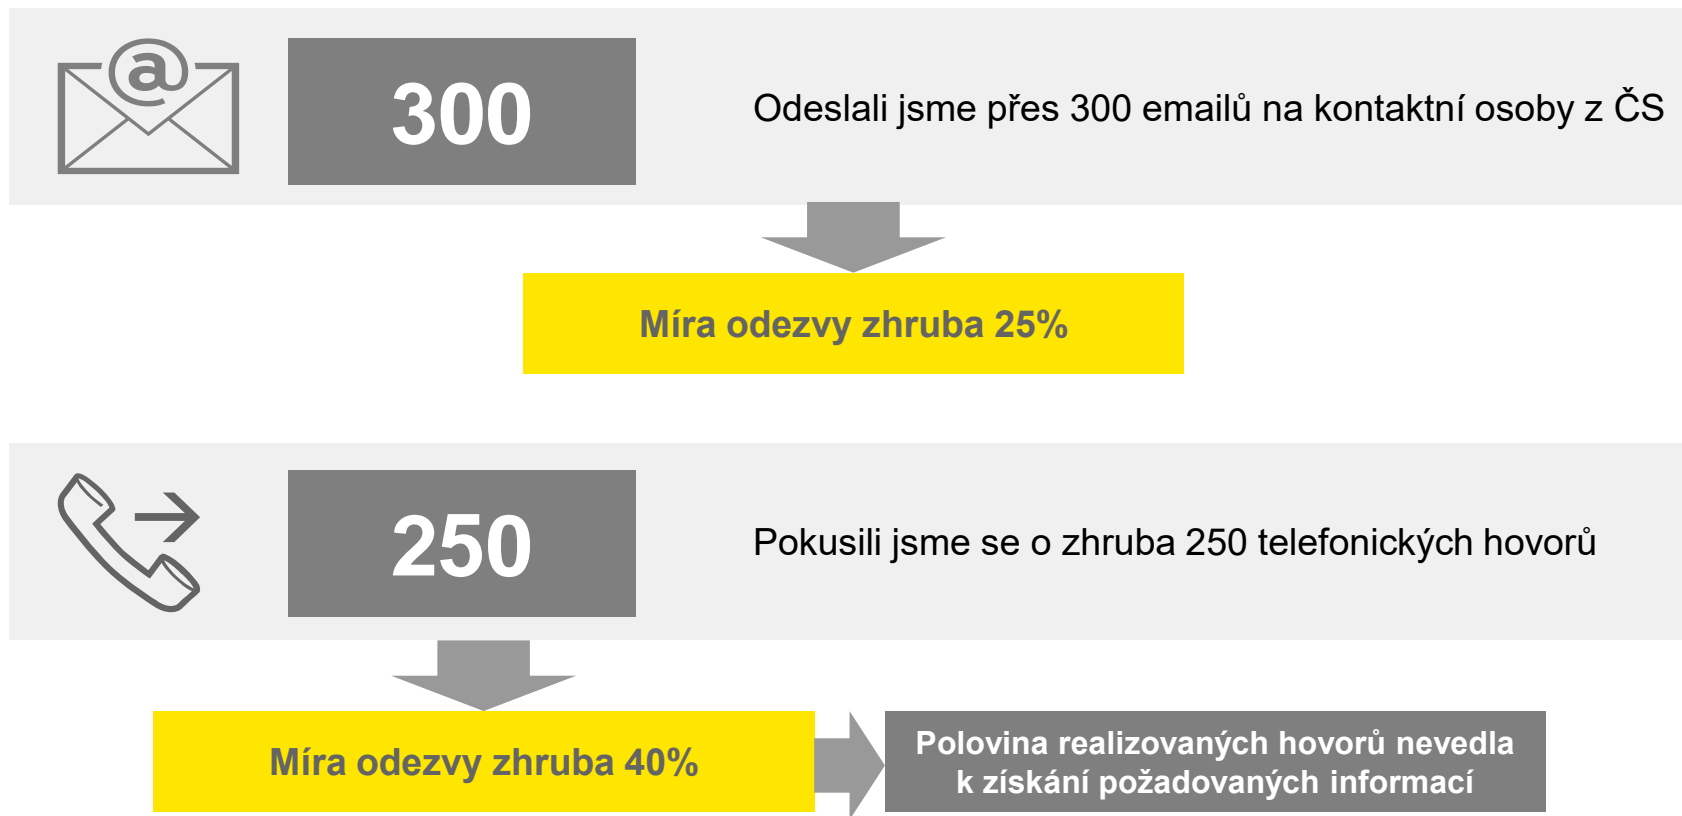 @
300
Odeslali jsme přes 300 emailů na kontaktní osoby z ČS
Míra odezvy zhruba 25%
250
Pokusili jsme se o zhruba 250 telefonických hovorů
Míra odezvy zhruba 40%
Polovina realizovaných hovorů nevedla
k získání požadovaných informací